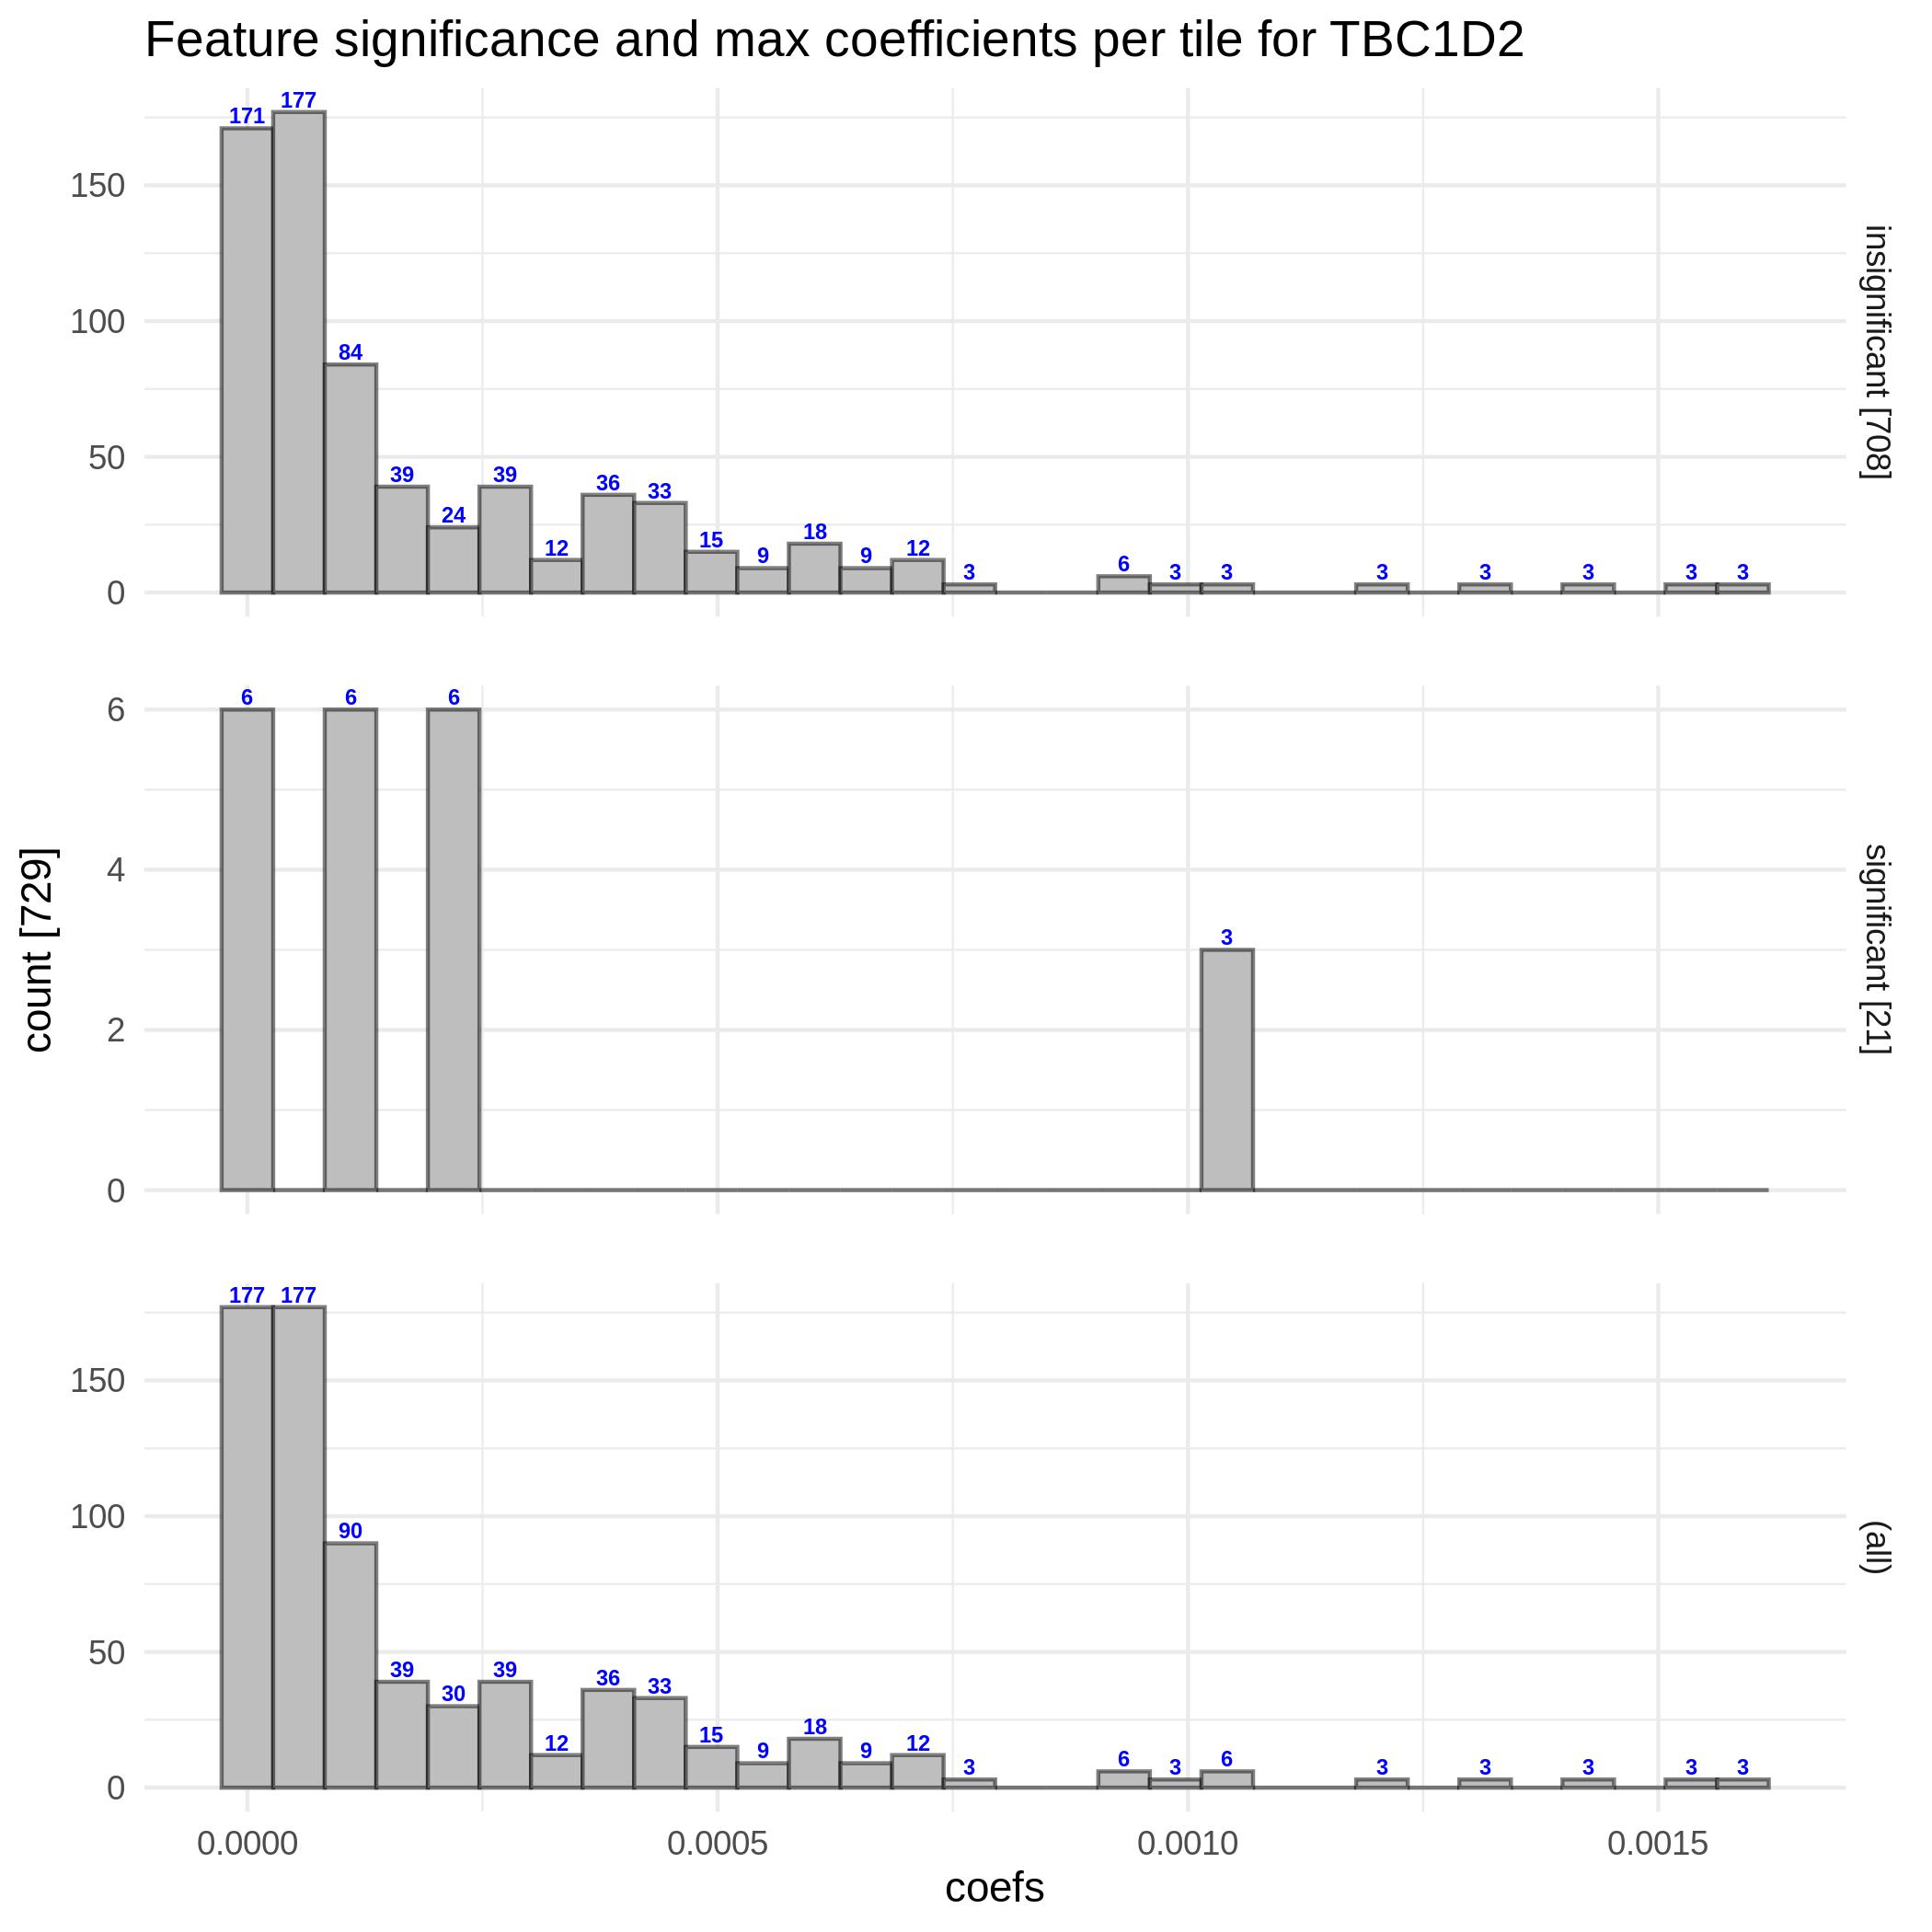 Feature significance and max coefficients per tile for TBC1D2
171 177 84 39 24 39 12 36 33 15 9 18 9 12 3 6 3 3 3 3 3 3 3
150
100
50
0
insignificant [708]
6 6 6 3
6
4
2
0
significant [21]
count [729]
177 177 90 39 30 39 12 36 33 15 9 18 9 12 3 6 3 6 3 3 3 3 3
150
100
50
0
(all)
0.0000 0.0005 0.0010 0.0015
coefs